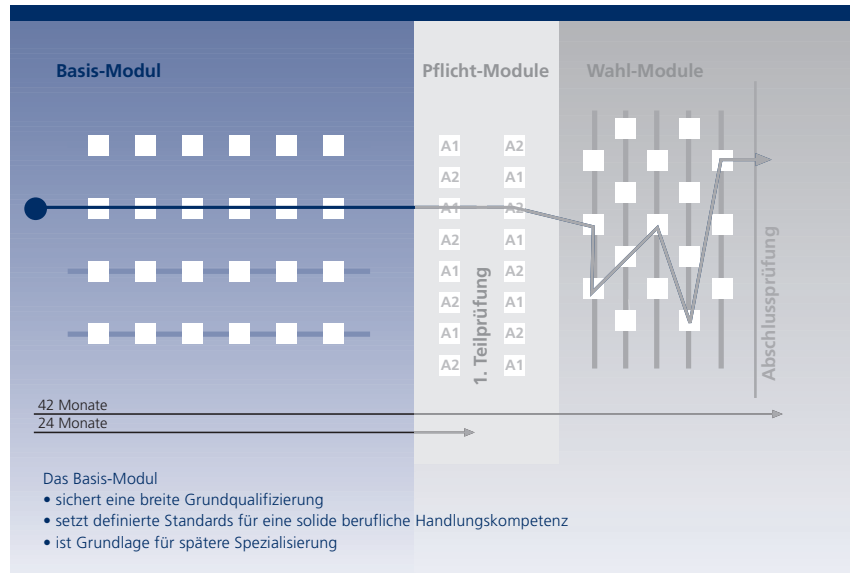 Basis-Modul
Pflicht-Module
Wahl-Module
A1 A2
A2 A1
A1 A2
A2 A1
A1 A2
A2 A1
A1 A2
A2 A1
1. Teilprüfung
Abschlussprüfung
42 Monate
24 Monate
Das Basis-Modul
• sichert eine breite Grundqualifizierung
• setzt definierte Standards für eine solide berufliche Handlungskompetenz
• ist Grundlage für spätere Spezialisierung